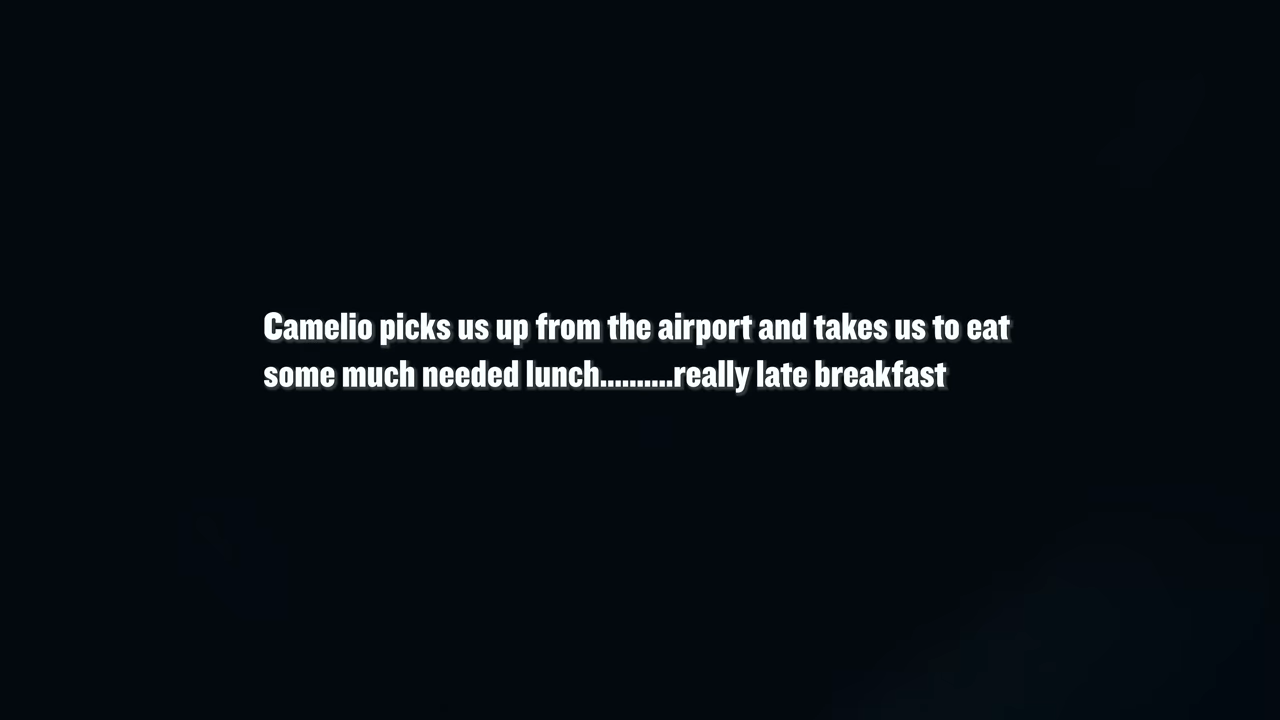 Camelio picks us up from the airport and takes us to eat
some much needed lunch..........really late breakfast